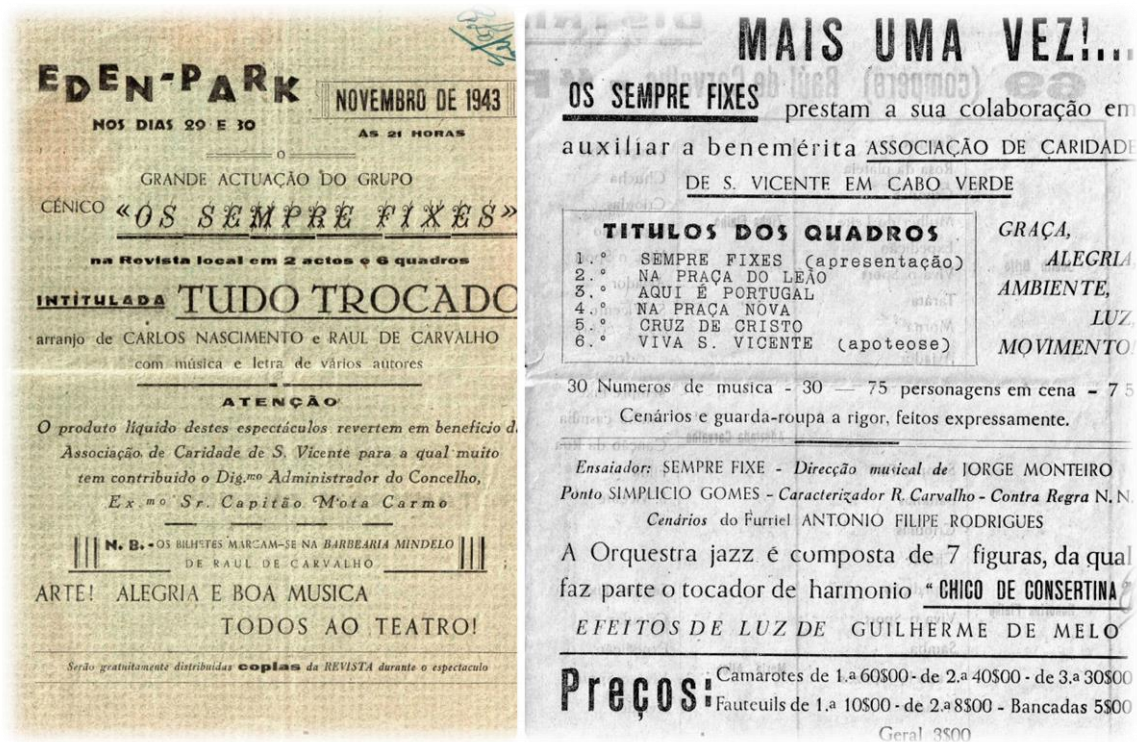 EDEN-PARK
NOVEMBRO DE 1943
NOS DIAS 29 E 30
ÀS 21 HORAS
O
GRANDE ACTUAÇÃO DO GRUPO
CÉNICO «OS SEMPRE FIXES»
na Revista local em 2 actos e 6 quadros
INTITULADA TUDO TROCADO
arranjo de CARLOS NASCIMENTO e RAUL DE CARVALHO
com música e letra de vários autores
ATENÇÃO
O produto líquido destes espectáculos revertem em beneficio d
Associação de Caridade de S. Vicente para a qual muito
tem contribuido o Dig.mo Administrador do Concelho,
Ex.mo Sr. Capitão Mota Carmo
N. B.-OS BILHETES MARCAM-SE NA BARBEARIA MINDELO
DE RAUL DE CARVALHO
ARTE! ALEGRIA E BOA MUSICA
TODOS AO TEATRO!
Serão gratuitamente distribuidas coplas da REVISTA durante o espectaculo
MAIS UMA VEZ!...
OS SEMPRE FIXES prestam a sua colaboração em
auxiliar a benemérita ASSOCIAÇÃO DE CARIDADE
DE S. VICENTE EM CABO VERDE
TITULOS DOS QUADROS
1.º SEMPRE FIXES (apresentação)
2.º NA PRAÇA DO LEÃO
3.º AQUI É PORTUGAL
4.º NA PRAÇA NOVA
5.º CRUZ DE CRISTO
6.º VIVA S. VICENTE (apoteose)
GRAÇA,
ALEGRIA,
AMBIENTE,
LUZ,
MOVIMENTO!
30 Numeros de musica - 30 — 75 personagens em cena - 75
Cenários e guarda-roupa a rigor, feitos expressamente.
Ensaiador: SEMPRE FIXE - Direcção musical de JORGE MONTEIRO
Ponto SIMPLICIO GOMES - Caracterizador R. Carvalho - Contra Regra N. N.
Cenários do Furriel ANTONIO FILIPE RODRIGUES
A Orquestra jazz é composta de 7 figuras, da qual
faz parte o tocador de harmonio "CHICO DE CONSERTINA"
EFEITOS DE LUZ DE GUILHERME DE MELO
Preços: Camarotes de 1.a 60$00 - de 2.a 40$00 - de 3.a 30$00
Fauteuils de 1.a 10$00 - de 2.a 8$00 - Bancadas 5$00
Geral 3$00